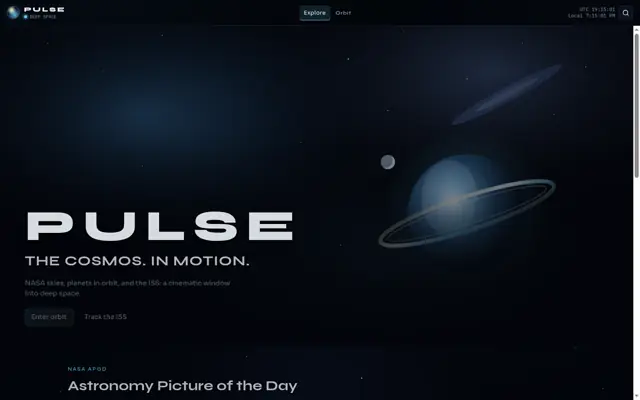 PULSE
DEEP SPACE
Explore
Orbit
UTC 19:15:01
Local 7:15:01 PM
PULSE
THE COSMOS. IN MOTION.
NASA skies, planets in orbit, and the ISS: a cinematic window
into deep space.
Enter orbit
Track the ISS
NASA APOD
Astronomy Picture of the Day